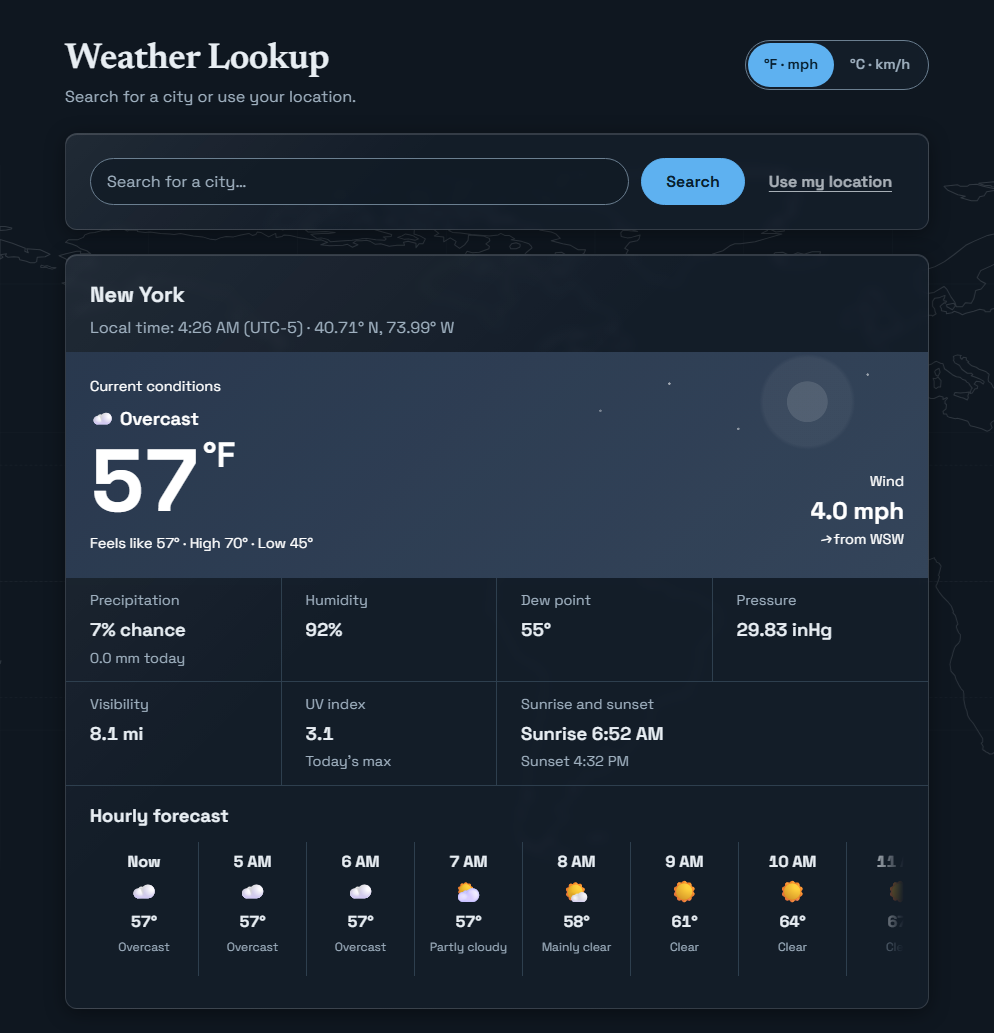 Weather Lookup
Search for a city or use your location.
°F · mph
°C · km/h
Search for a city…
Search
Use my location
New York
Local time: 4:26 AM (UTC-5) · 40.71° N, 73.99° W
Current conditions
Overcast
57°F
Feels like 57° · High 70° · Low 45°
Wind
4.0 mph
→ from WSW
Precipitation
7% chance
0.0 mm today
Humidity
92%
Dew point
55°
Pressure
29.83 inHg
Visibility
8.1 mi
UV index
3.1
Today's max
Sunrise and sunset
Sunrise 6:52 AM
Sunset 4:32 PM
Hourly forecast
Now
57°
Overcast
5 AM
57°
Overcast
6 AM
57°
Overcast
7 AM
57°
Partly cloudy
8 AM
58°
Mainly clear
9 AM
61°
Clear
10 AM
64°
Clear
11